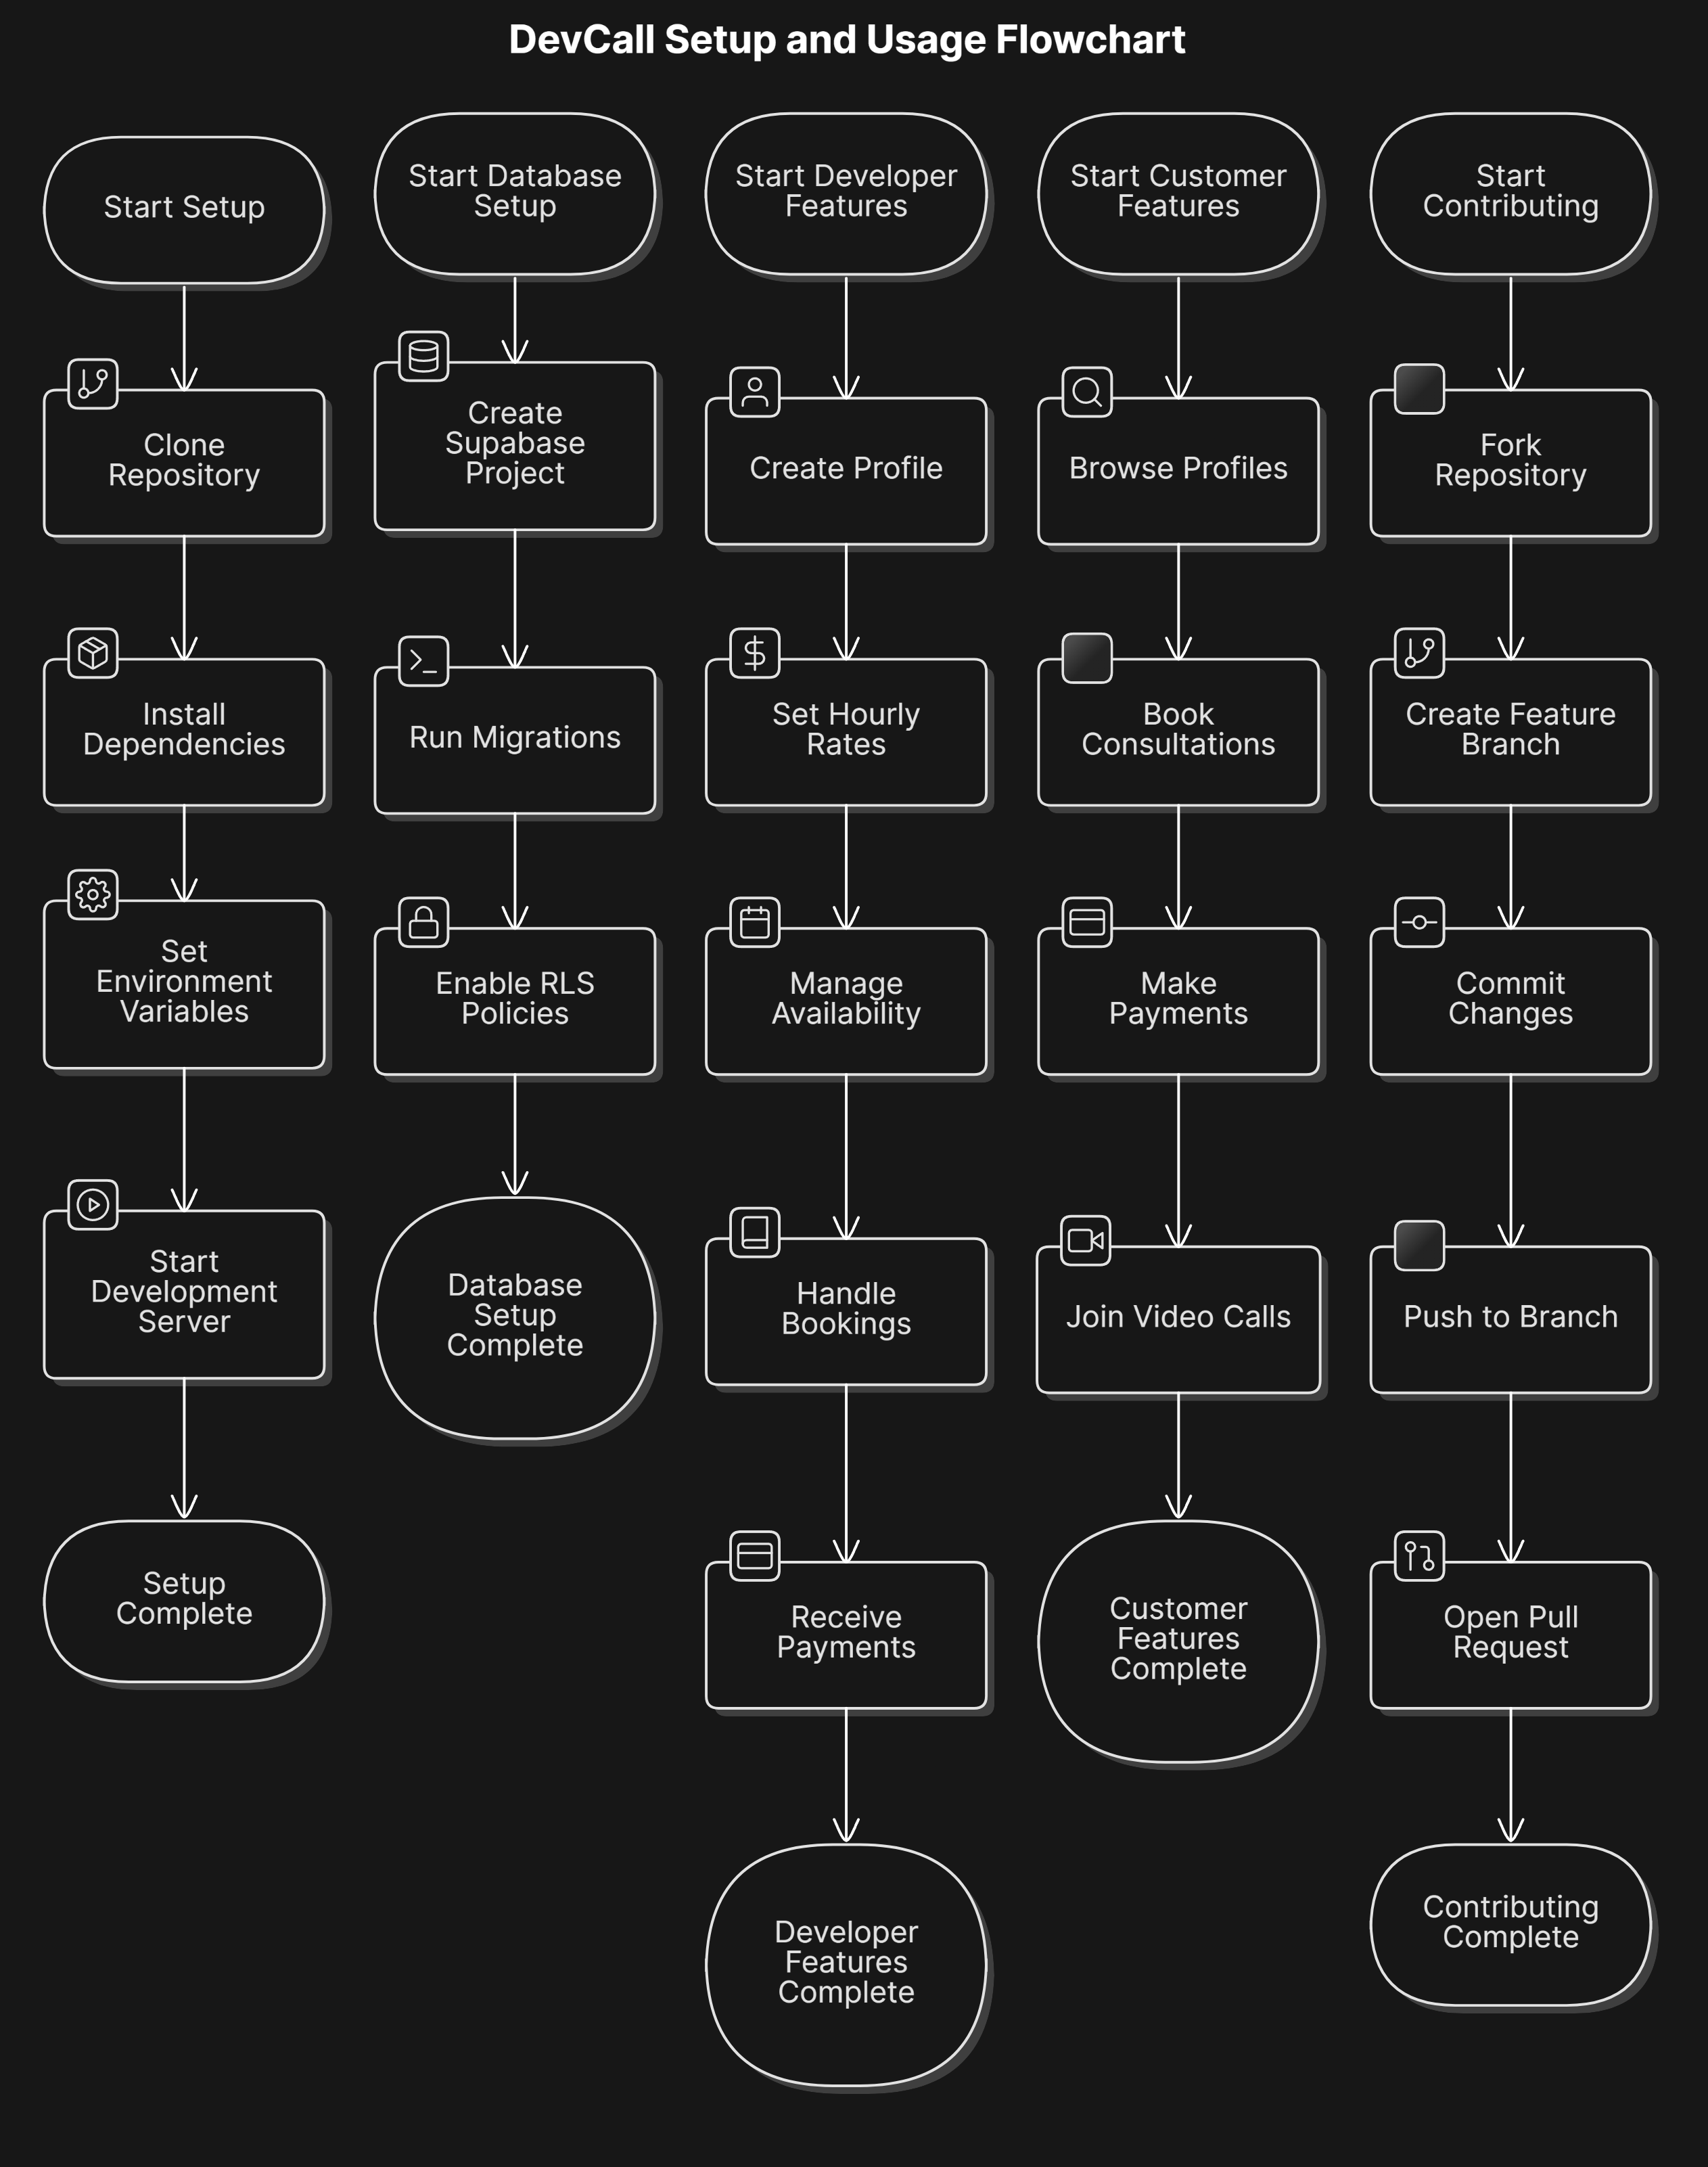 DevCall Setup and Usage Flowchart
Start Setup
Clone
Repository
Install
Dependencies
Set
Environment
Variables
Start
Development
Server
Setup
Complete
Start Database
Setup
Create
Supabase
Project
Run Migrations
Enable RLS
Policies
Database
Setup
Complete
Start Developer
Features
Create Profile
Set Hourly
Rates
Manage
Availability
Handle
Bookings
Receive
Payments
Developer
Features
Complete
Start Customer
Features
Browse Profiles
Book
Consultations
Make
Payments
Join Video Calls
Customer
Features
Complete
Start
Contributing
Fork
Repository
Create Feature
Branch
Commit
Changes
Push to Branch
Open Pull
Request
Contributing
Complete